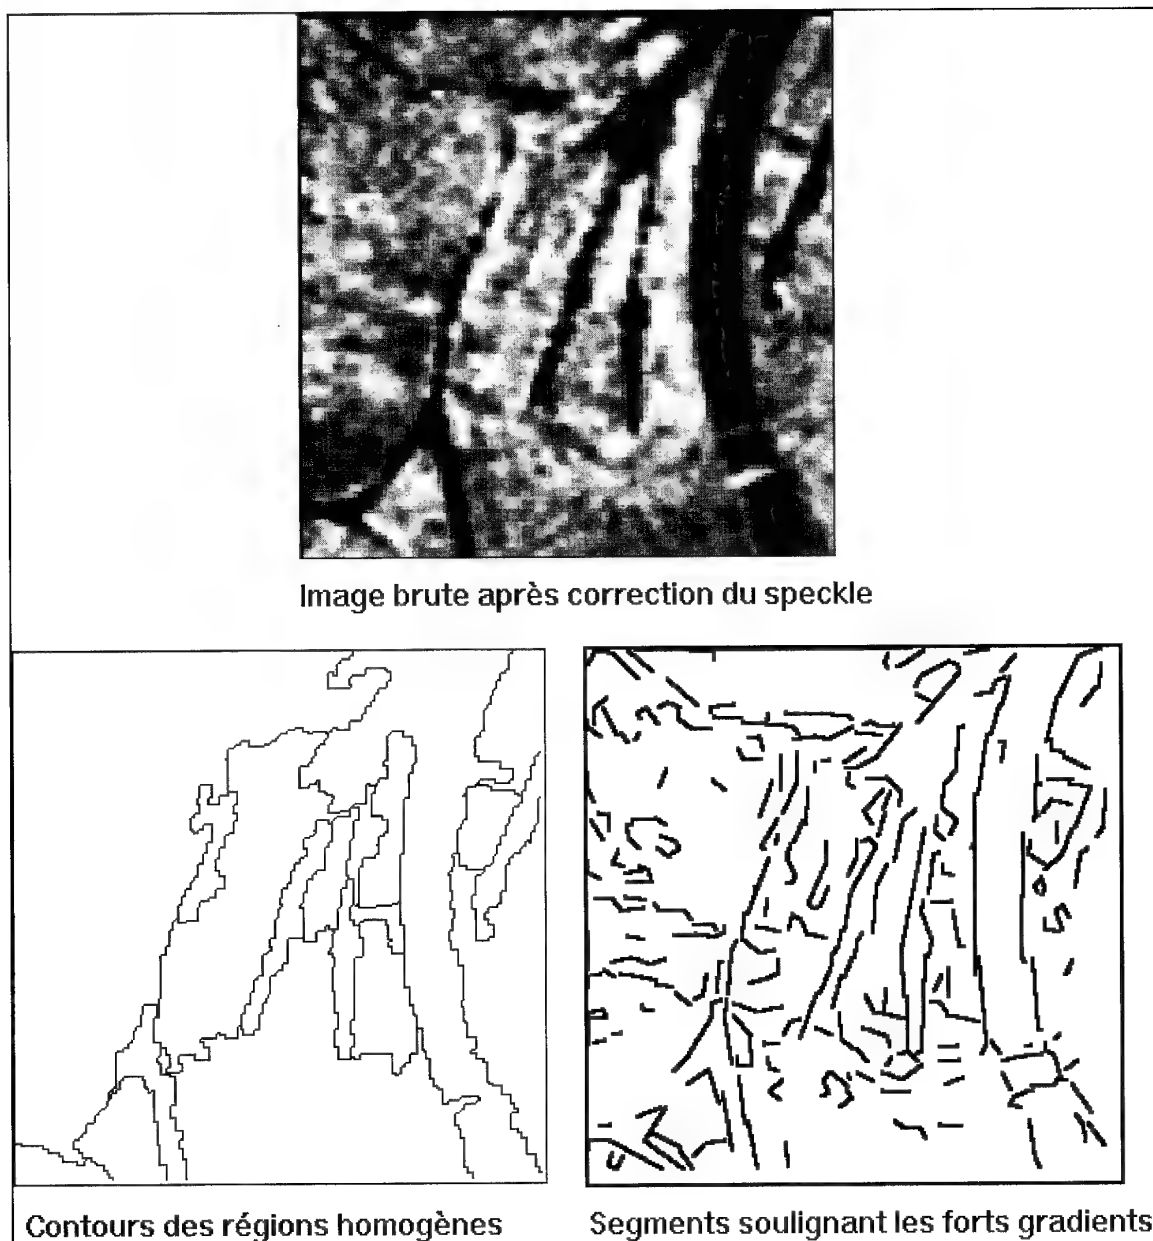 Image brute après correction du speckle
Contours des régions homogènes
Segments soulignant les forts gradients